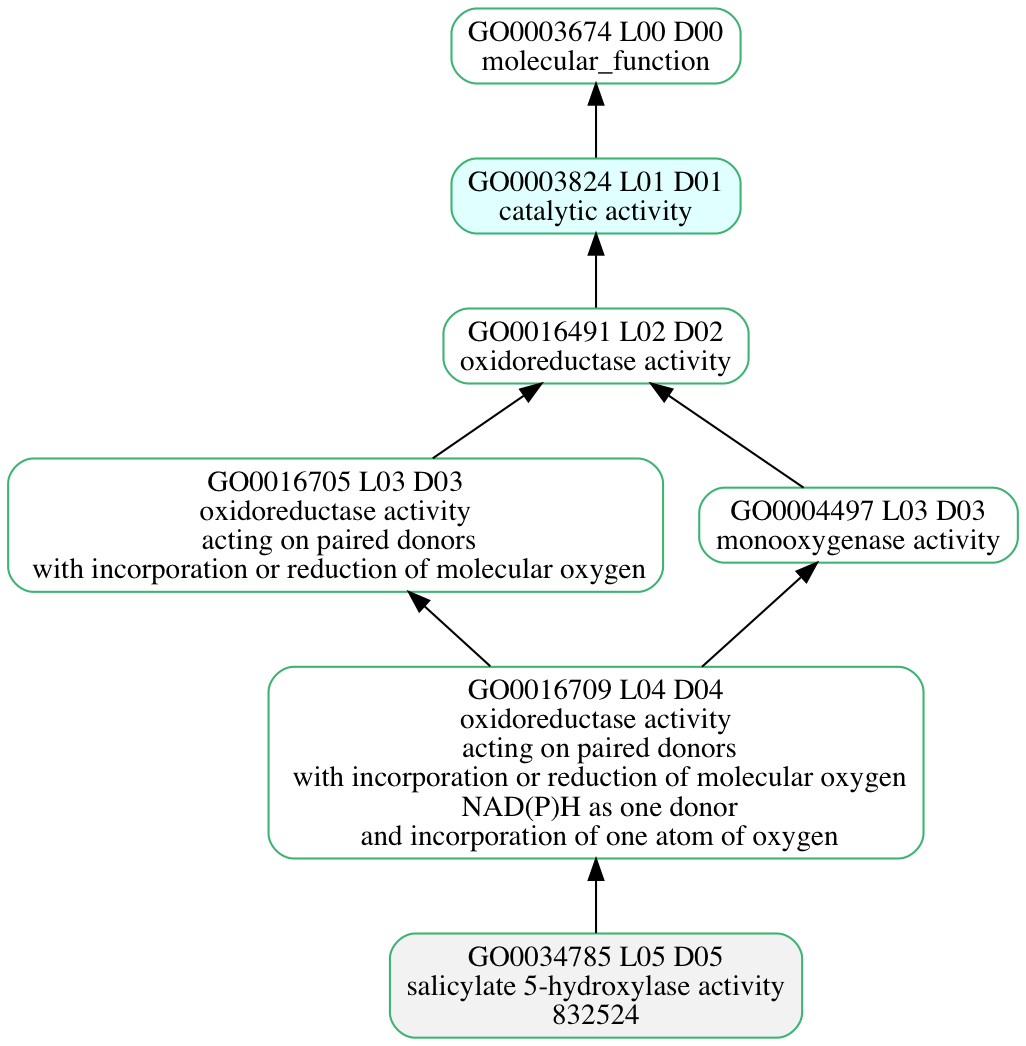 GO0003674 L00 D00
molecular_function
GO0003824 L01 D01
catalytic activity
GO0016491 L02 D02
oxidoreductase activity
GO0016705 L03 D03
oxidoreductase activity
acting on paired donors
with incorporation or reduction of molecular oxygen
GO0004497 L03 D03
monooxygenase activity
GO0016709 L04 D04
oxidoreductase activity
acting on paired donors
with incorporation or reduction of molecular oxygen
NAD(P)H as one donor
and incorporation of one atom of oxygen
GO0034785 L05 D05
salicylate 5-hydroxylase activity
832524